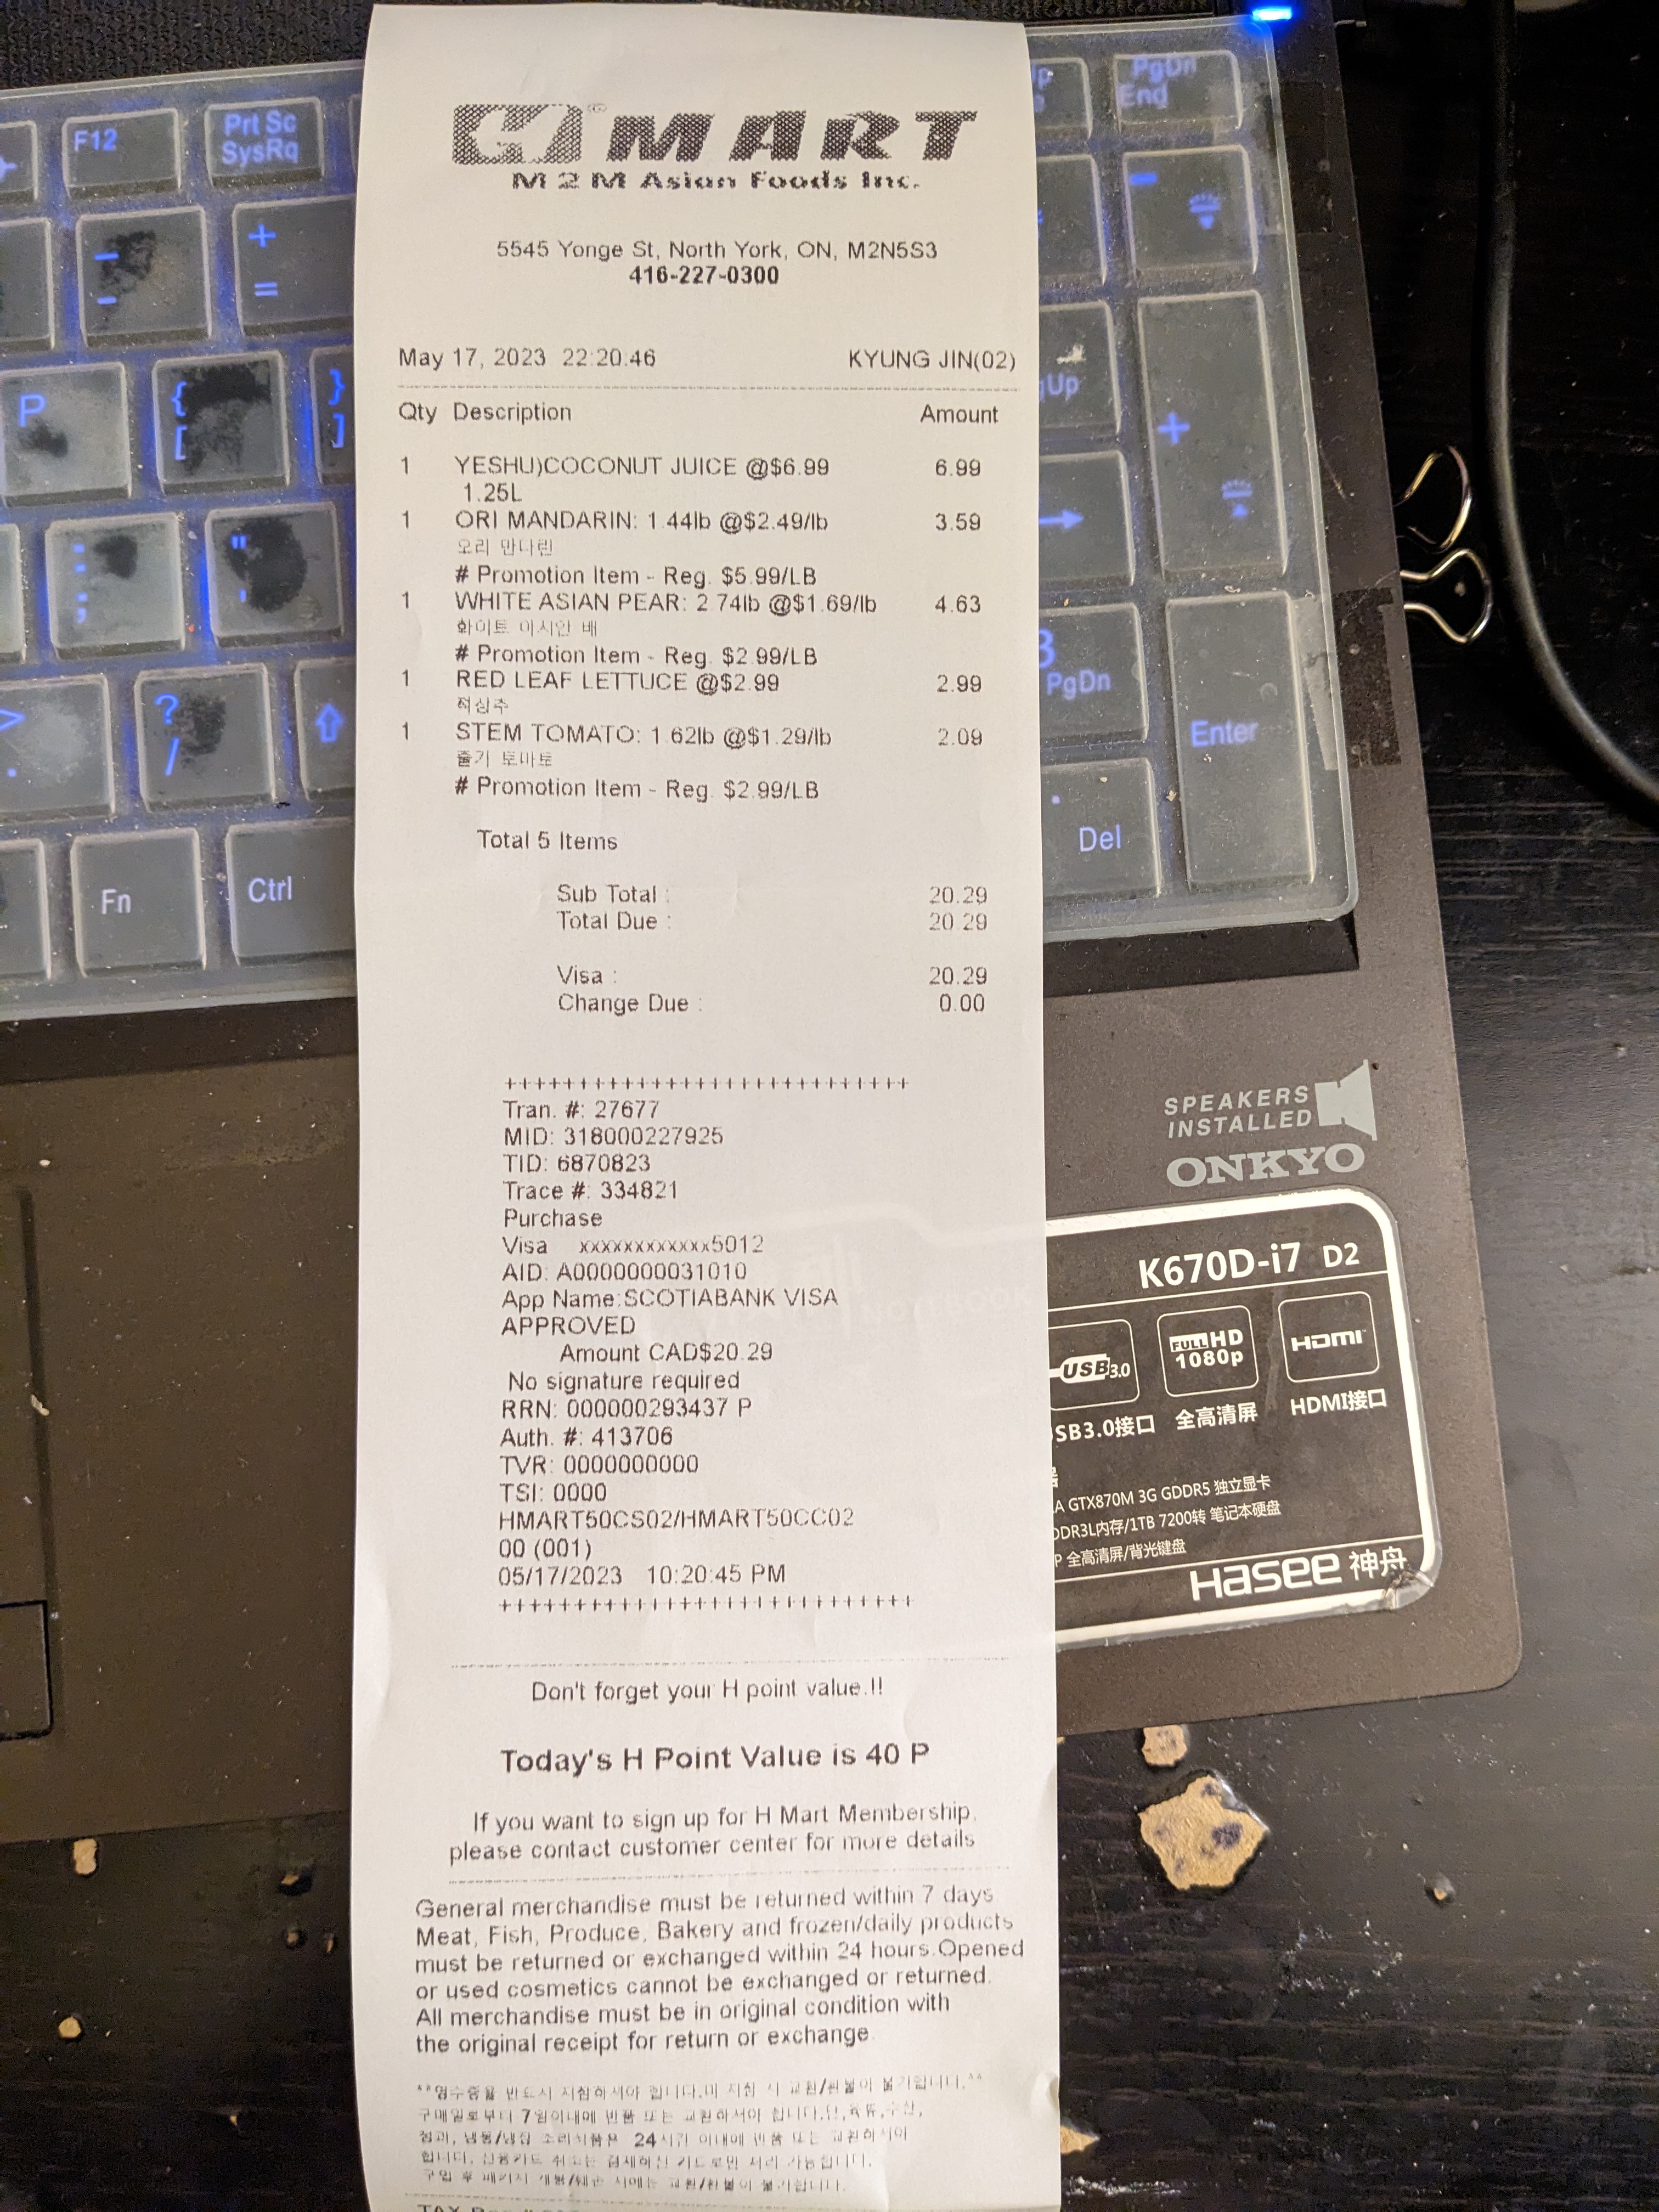 H MART
M 2 M Asian Foods Inc.
5545 Yonge St, North York, ON, M2N5S3
416-227-0300
May 17, 2023 22:20:46 KYUNG JIN(02)
Qty Description Amount
1 YESHU)COCONUT JUICE @$6.99 6.99
1.25L
1 ORI MANDARIN: 1.44lb @$2.49/lb 3.59
오리 만다린
# Promotion Item - Reg. $5.99/LB
1 WHITE ASIAN PEAR: 2.74lb @$1.69/lb 4.63
화이트 아시안 배
# Promotion Item - Reg. $2.99/LB
1 RED LEAF LETTUCE @$2.99 2.99
적상추
1 STEM TOMATO: 1.62lb @$1.29/lb 2.09
줄기 토마토
# Promotion Item - Reg. $2.99/LB
Total 5 Items
Sub Total : 20.29
Total Due : 20.29
Visa : 20.29
Change Due : 0.00
++++++++++++++++++++++++++++
Tran. #: 27677
MID: 318000227925
TID: 6870823
Trace #: 334821
Purchase
Visa xxxxxxxxxxxx5012
AID: A0000000031010
App Name:SCOTIABANK VISA
APPROVED
Amount CAD$20.29
No signature required
RRN: 000000293437 P
Auth. #: 413706
TVR: 0000000000
TSI: 0000
HMART50CS02/HMART50CC02
00 (001)
05/17/2023 10:20:45 PM
++++++++++++++++++++++++++++
Don't forget your H point value.!!
Today's H Point Value is 40 P
If you want to sign up for H Mart Membership,
please contact customer center for more details
General merchandise must be returned within 7 days
Meat, Fish, Produce, Bakery and frozen/daily products
must be returned or exchanged within 24 hours.Opened
or used cosmetics cannot be exchanged or returned.
All merchandise must be in original condition with
the original receipt for return or exchange.
**영수증을 반드시 지참하셔야 합니다.미 지참 시 교환/환불이 불가합니다.**
구매일로부터 7일이내에 반품 또는 교환하셔야 합니다.단,육류,수산,
청과, 냉동/냉장 조리식품은 24시간 이내에 반품 또는 교환하셔야
합니다. 신용카드 취소는 결제하신 카드로만 처리 가능합니다.
구입 후 패키지 개봉/훼손 시에는 교환/환불이 불가합니다.
F12
Prt Sc
SysRq
PgDn
End
+
=
-
P
{
[
}
]
gUp
+
:
;
"
'
3
PgDn
Enter
>
.
?
/
Del
Fn
Ctrl
SPEAKERS
INSTALLED
ONKYO
K670D-i7 D2
USB3.0
FULL HD
1080p
HDMI
SB3.0接口
全高清屏
HDMI接口
A GTX870M 3G GDDR5 独立显卡
DDR3L内存/1TB 7200转 笔记本硬盘
P 全高清屏/背光键盘
Hasee 神舟